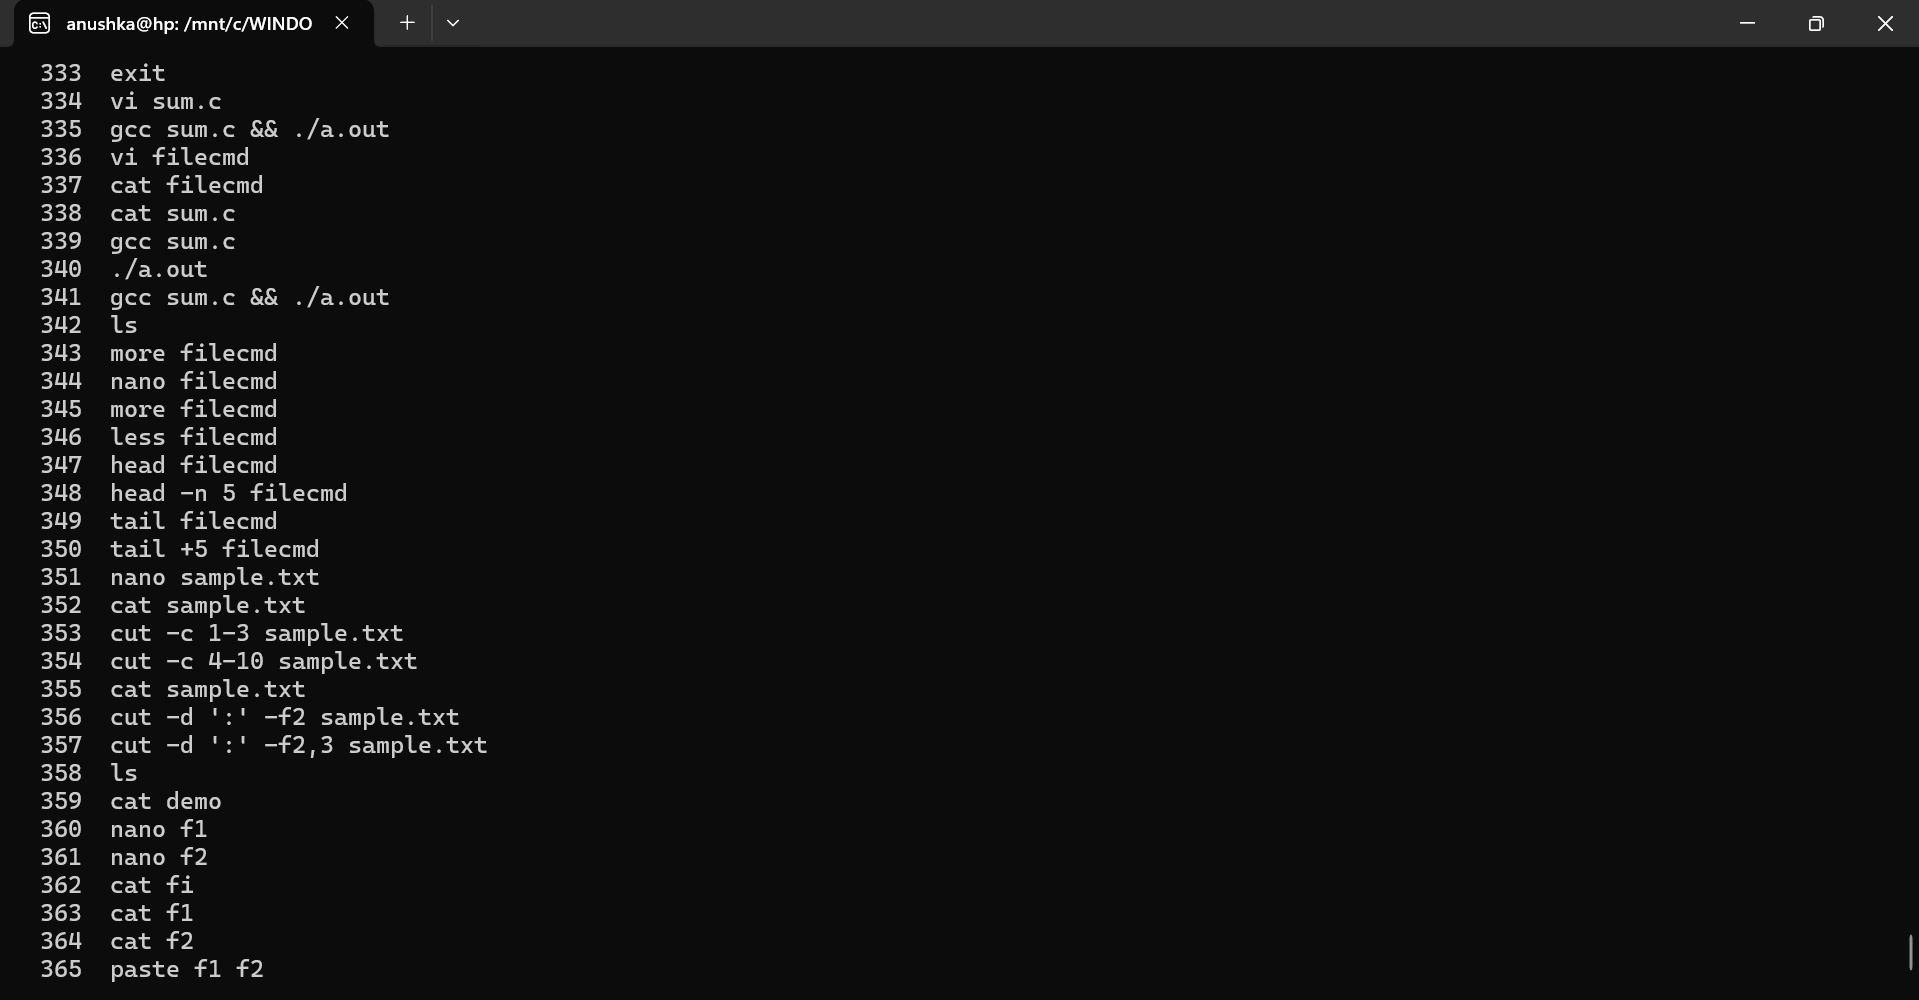 anushka@hp: /mnt/c/WINDO
333 exit
334 vi sum.c
335 gcc sum.c && ./a.out
336 vi filecmd
337 cat filecmd
338 cat sum.c
339 gcc sum.c
340 ./a.out
341 gcc sum.c && ./a.out
342 ls
343 more filecmd
344 nano filecmd
345 more filecmd
346 less filecmd
347 head filecmd
348 head -n 5 filecmd
349 tail filecmd
350 tail +5 filecmd
351 nano sample.txt
352 cat sample.txt
353 cut -c 1-3 sample.txt
354 cut -c 4-10 sample.txt
355 cat sample.txt
356 cut -d ':' -f2 sample.txt
357 cut -d ':' -f2,3 sample.txt
358 ls
359 cat demo
360 nano f1
361 nano f2
362 cat fi
363 cat f1
364 cat f2
365 paste f1 f2